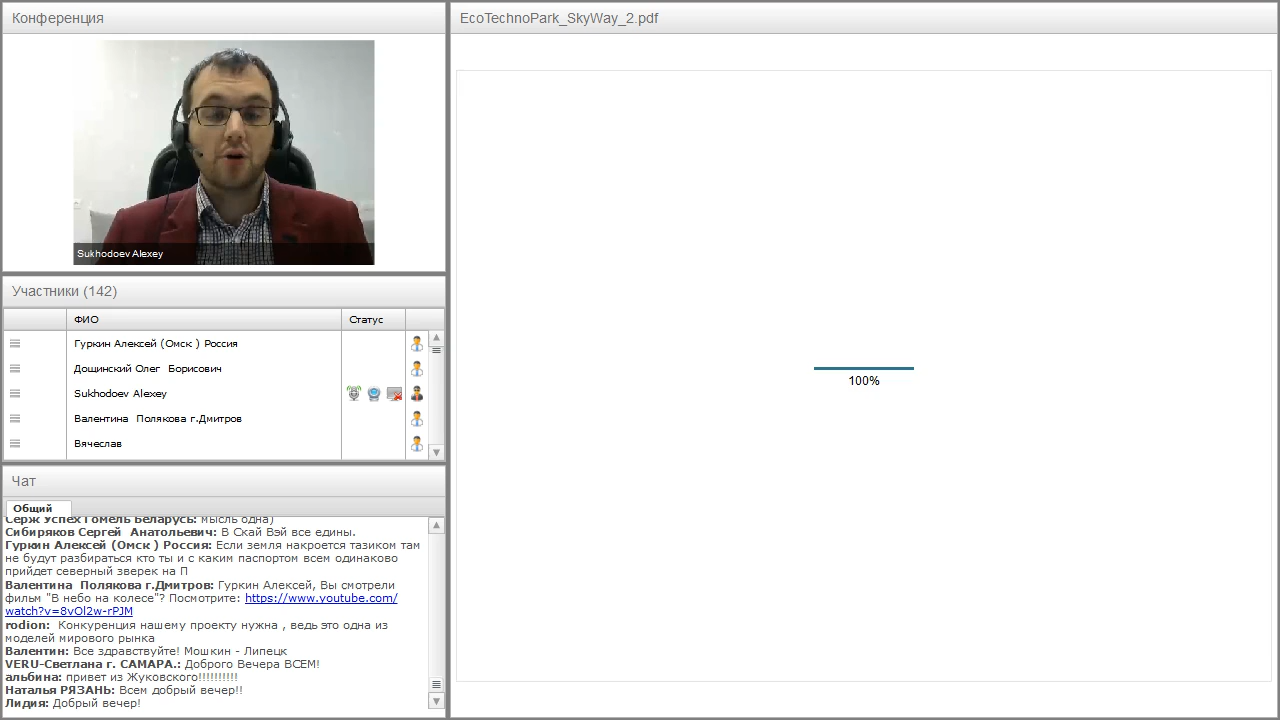 Конференция
Sukhodoev Alexey
Участники (142)
ФИО
Статус
Гуркин Алексей (Омск ) Россия
Дощинский Олег  Борисович
Sukhodoev Alexey
Валентина  Полякова г.Дмитров
Вячеслав
Чат
Общий
Серж Успех Гомель Беларусь: мысль одна)
Сибиряков Сергей  Анатольевич: В Скай Вэй все едины.
Гуркин Алексей (Омск ) Россия: Если земля накроется тазиком там
не будут разбираться кто ты и с каким паспортом всем одинаково
прийдет северный зверек на П
Валентина  Полякова г.Дмитров: Гуркин Алексей, Вы смотрели
фильм "В небо на колесе"? Посмотрите: https://www.youtube.com/
watch?v=8vOl2w-rPJM
rodion:  Конкуренция нашему проекту нужна , ведь это одна из
моделей мирового рынка
Валентин: Все здравствуйте! Мошкин - Липецк
VERU-Светлана г. САМАРА.: Доброго Вечера ВСЕМ!
альбина: привет из Жуковского!!!!!!!!!!
Наталья РЯЗАНЬ: Всем добрый вечер!!
Лидия: Добрый вечер!
EcoTechnoPark_SkyWay_2.pdf
100%